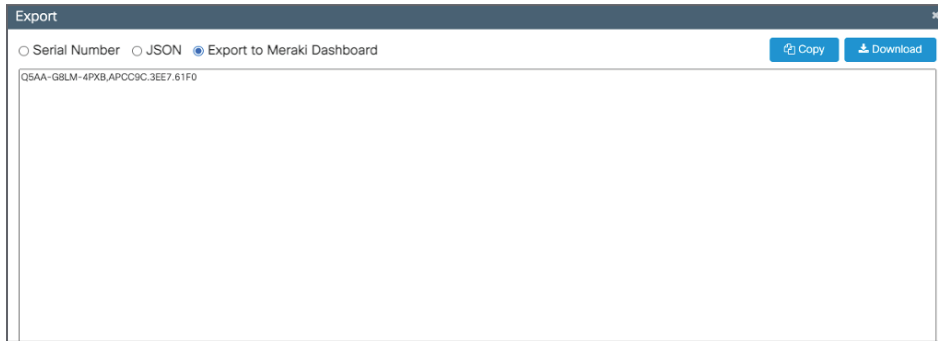 Export
Serial Number JSON Export to Meraki Dashboard Copy Download
Q5AA-G8LM-4PXB,APCC9C.3EE7.61F0